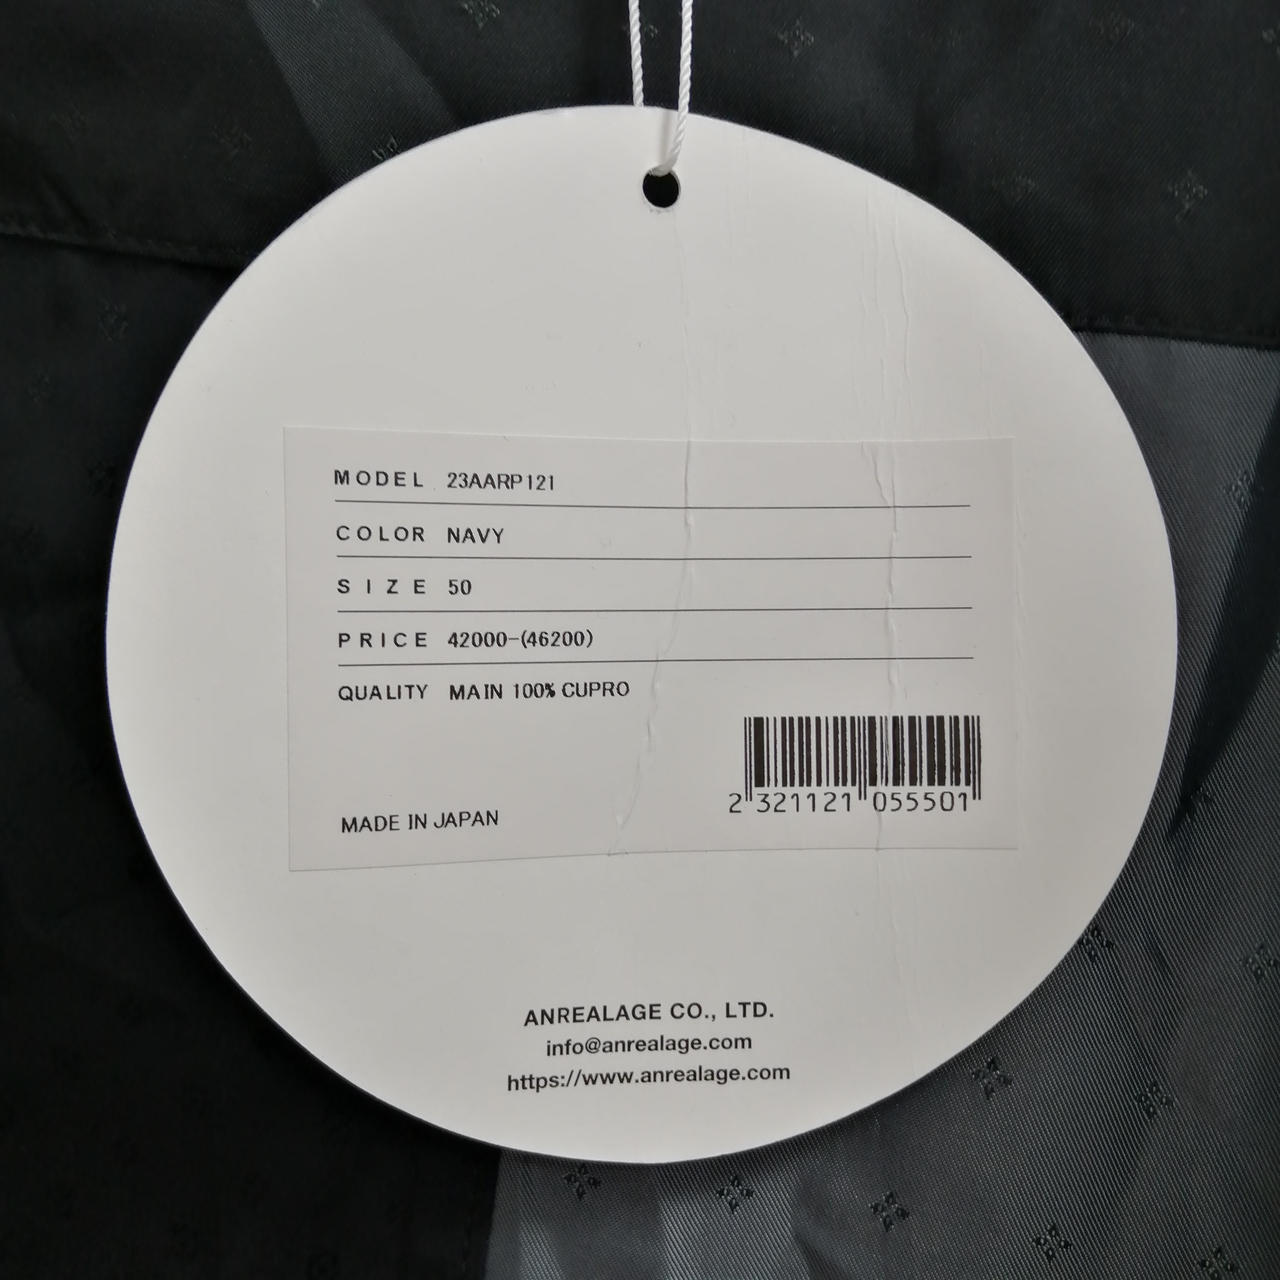 MODEL 23AARP121
COLOR NAVY
SIZE 50
PRICE 42000-(46200)
QUALITY MAIN 100% CUPRO
2 321121 055501
MADE IN JAPAN
ANREALAGE CO., LTD.
info@anrealage.com
https://www.anrealage.com